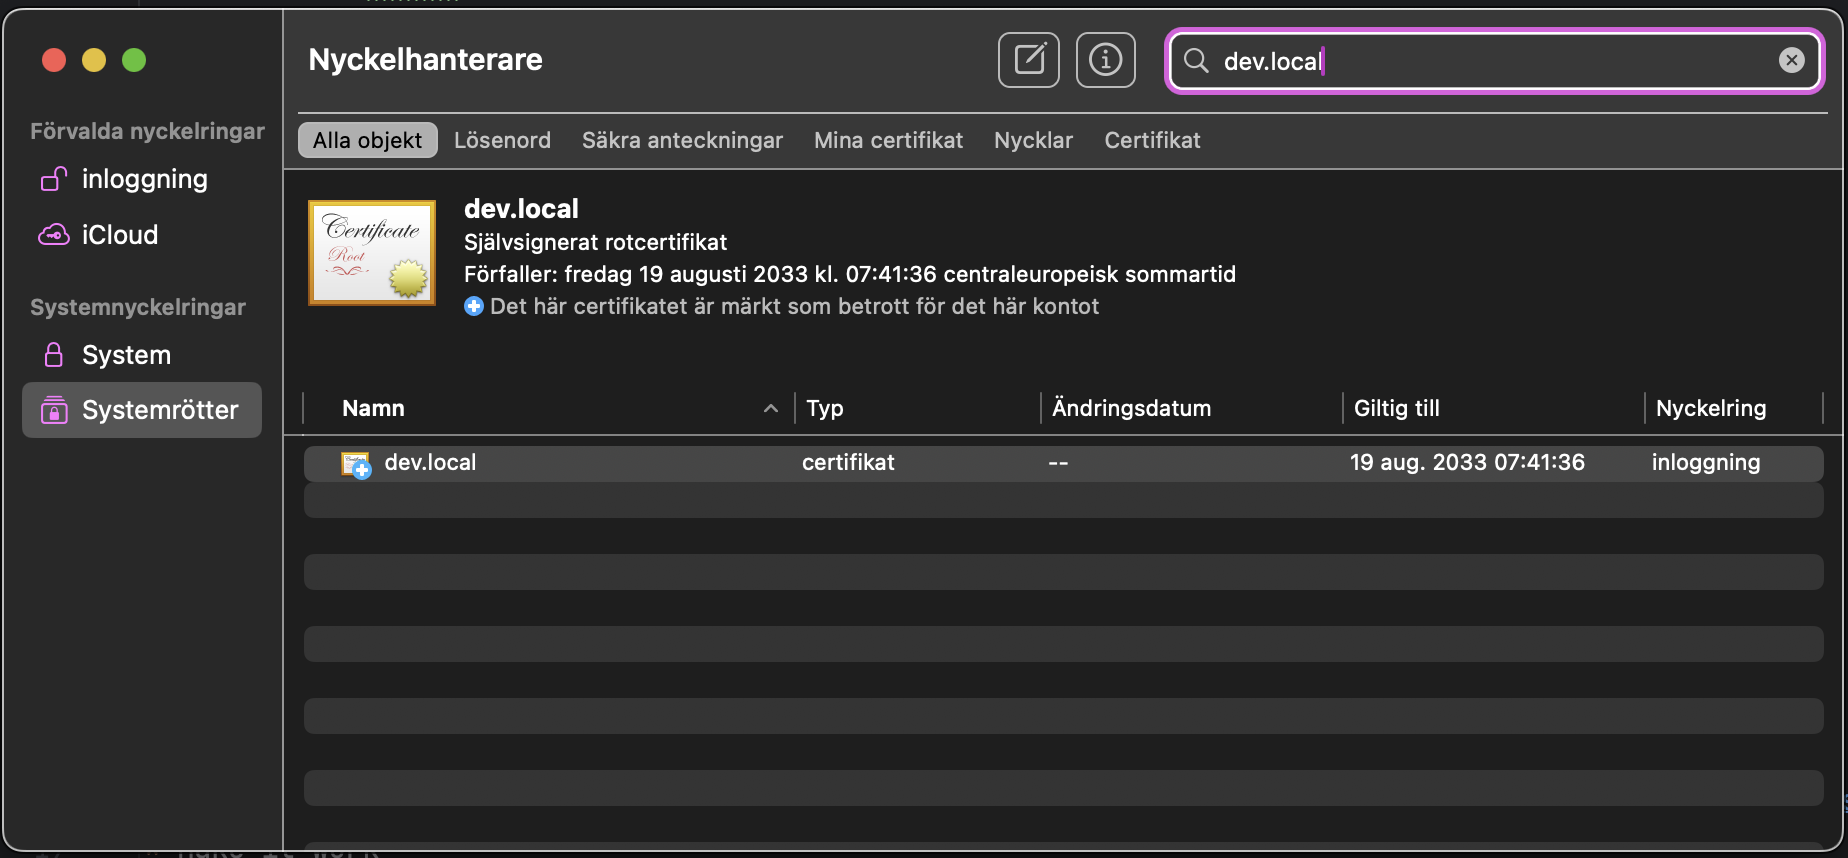 Nyckelhanterare
dev.local
Förvalda nyckelringar
inloggning
iCloud
Systemnyckelringar
System
Systemrötter
Alla objekt Lösenord Säkra anteckningar Mina certifikat Nycklar Certifikat
Certificate
Root
dev.local
Självsignerat rotcertifikat
Förfaller: fredag 19 augusti 2033 kl. 07:41:36 centraleuropeisk sommartid
Det här certifikatet är märkt som betrott för det här kontot
Namn Typ Ändringsdatum Giltig till Nyckelring
dev.local certifikat -- 19 aug. 2033 07:41:36 inloggning